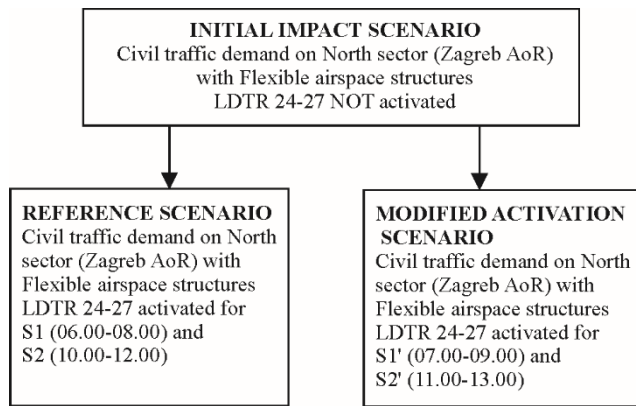 INITIAL IMPACT SCENARIO
Civil traffic demand on North sector (Zagreb AoR)
with Flexible airspace structures
LDTR 24-27 NOT activated
REFERENCE SCENARIO
Civil traffic demand on North
sector (Zagreb AoR) with
Flexible airspace structures
LDTR 24-27 activated for
S1 (06.00-08.00) and
S2 (10.00-12.00)
MODIFIED ACTIVATION
SCENARIO
Civil traffic demand on North
sector (Zagreb AoR) with
Flexible airspace structures
LDTR 24-27 activated for
S1' (07.00-09.00) and
S2' (11.00-13.00)